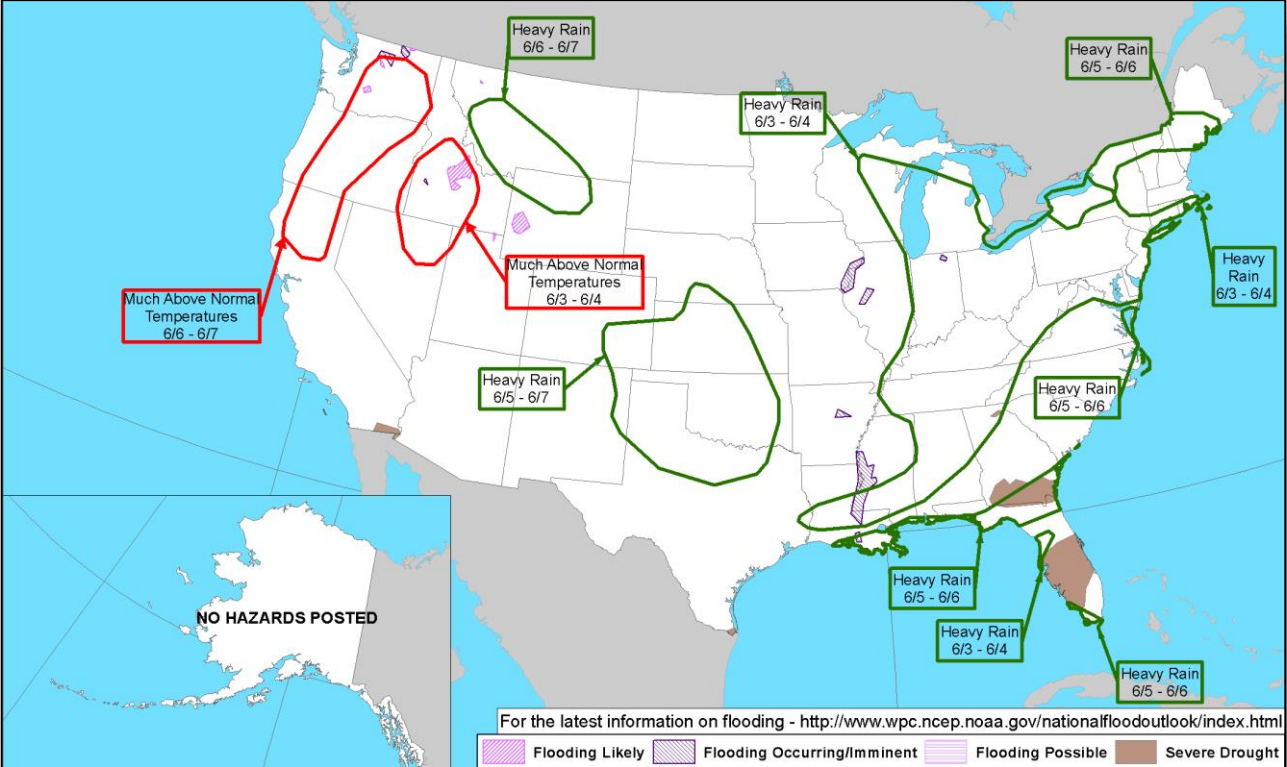 Heavy Rain
6/6 - 6/7
Heavy Rain
6/5 - 6/6
Heavy Rain
6/3 - 6/4
Heavy
Rain
6/3 - 6/4
Much Above Normal
Temperatures
6/3 - 6/4
Much Above Normal
Temperatures
6/6 - 6/7
Heavy Rain
6/5 - 6/7
Heavy Rain
6/5 - 6/6
Heavy Rain
6/5 - 6/6
NO HAZARDS POSTED
Heavy Rain
6/3 - 6/4
Heavy Rain
6/5 - 6/6
For the latest information on flooding - http://www.wpc.ncep.noaa.gov/nationalfloodoutlook/index.html
Flooding Likely
Flooding Occurring/Imminent
Flooding Possible
Severe Drought